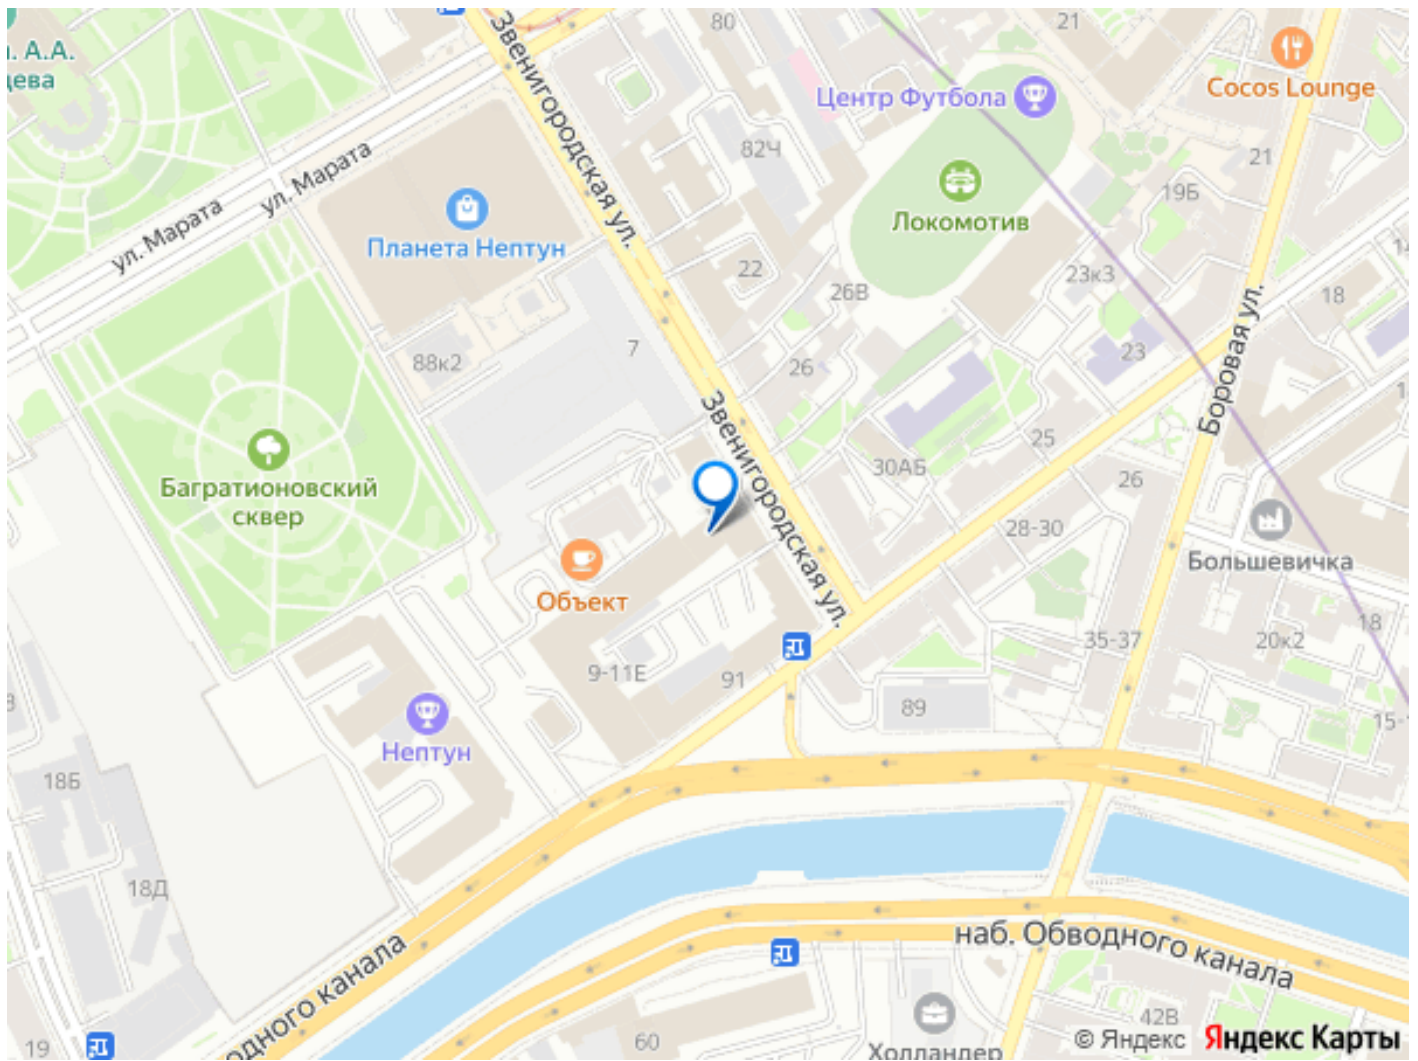 80
21
. А.А.
цева
Звенигородская ул.
Cocos Lounge
Центр Футбола
82Ч
21
ул. Марата
ул. Марата
19Б
Локомотив
Планета Нептун
22
26В
23к3
18
14
88к2
7
26
23
Боровая ул.
Звенигородская ул.
25
30АБ
26
Багратионовский
сквер
28-30
Большевичка
Объект
9-11Е
91
35-37
20к2
18
89
15-1
Нептун
18Б
18Д
наб. Обводного канала
одного канала
19
60
Холландер
42В
© Яндекс Яндекс Карты